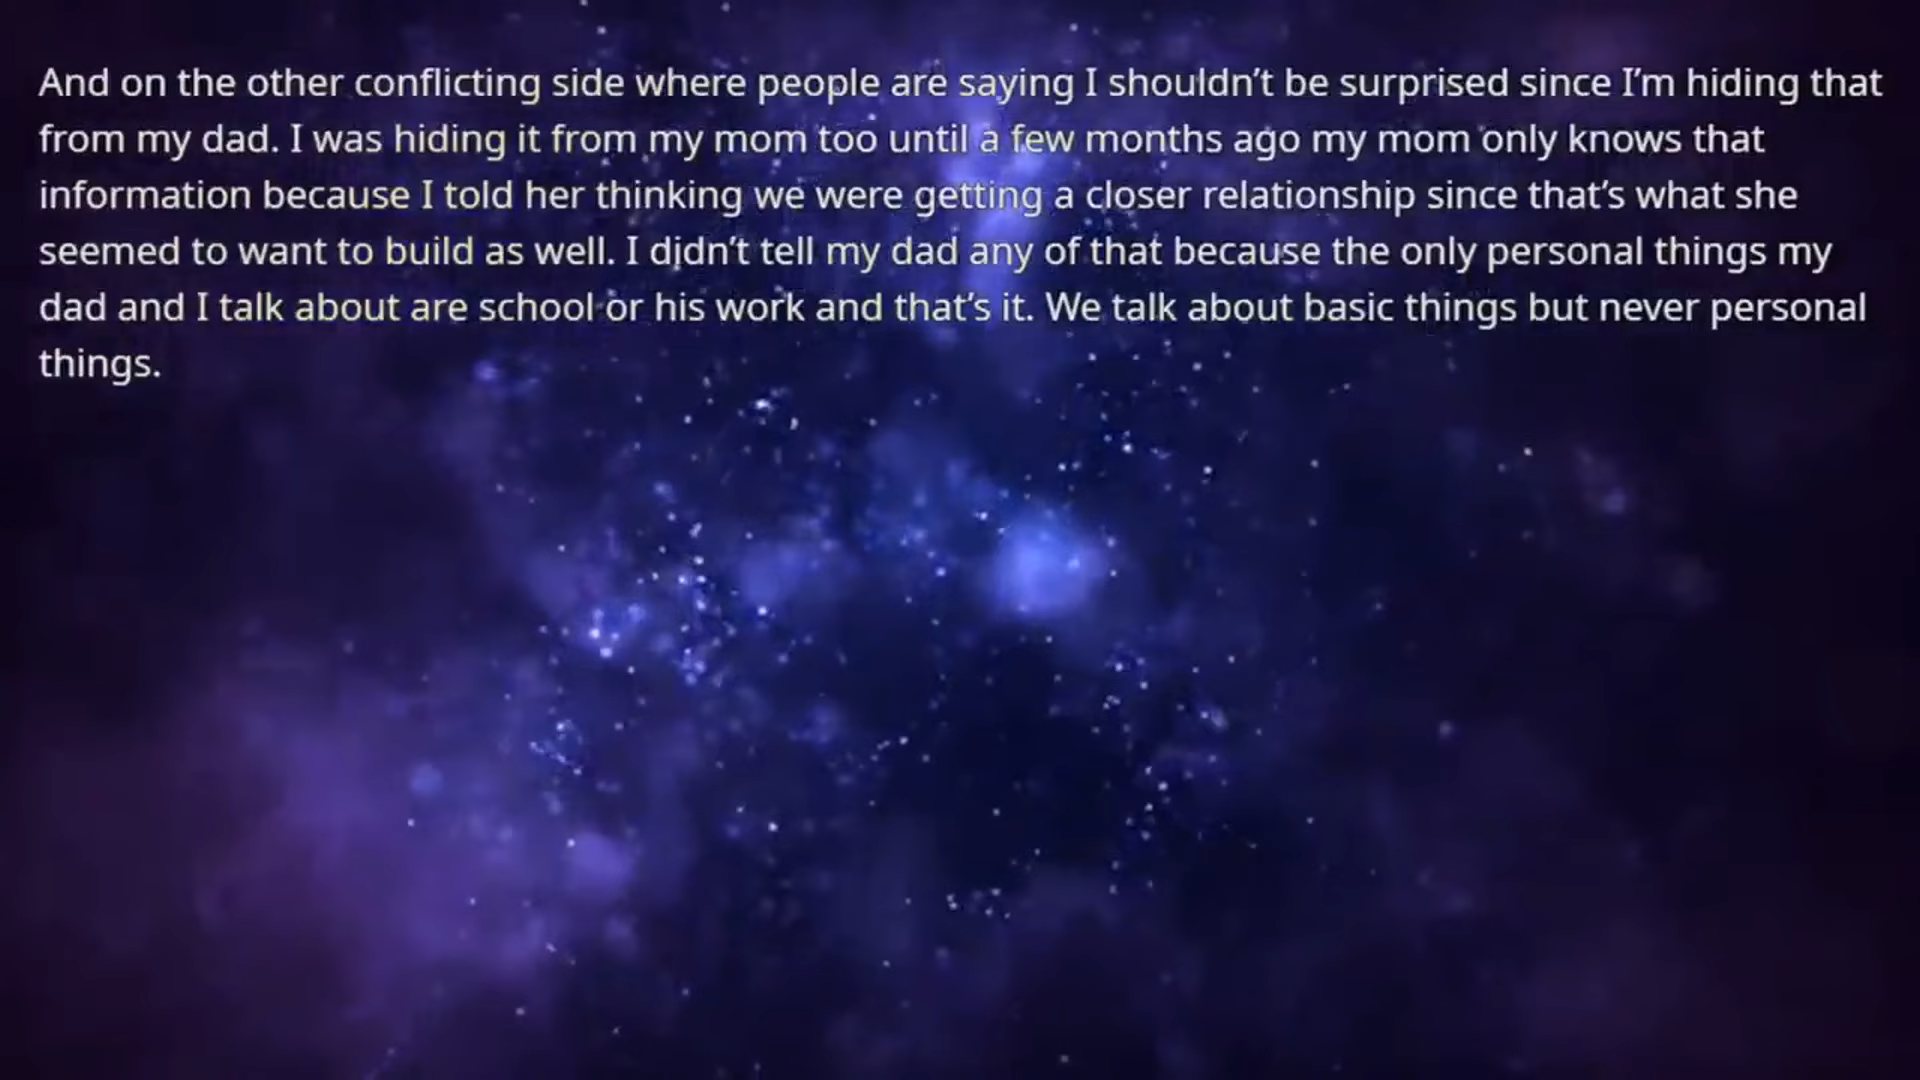 And on the other conflicting side where people are saying I shouldn’t be surprised since I’m hiding that
from my dad. I was hiding it from my mom too until a few months ago my mom only knows that
information because I told her thinking we were getting a closer relationship since that’s what she
seemed to want to build as well. I didn’t tell my dad any of that because the only personal things my
dad and I talk about are school or his work and that’s it. We talk about basic things but never personal
things.